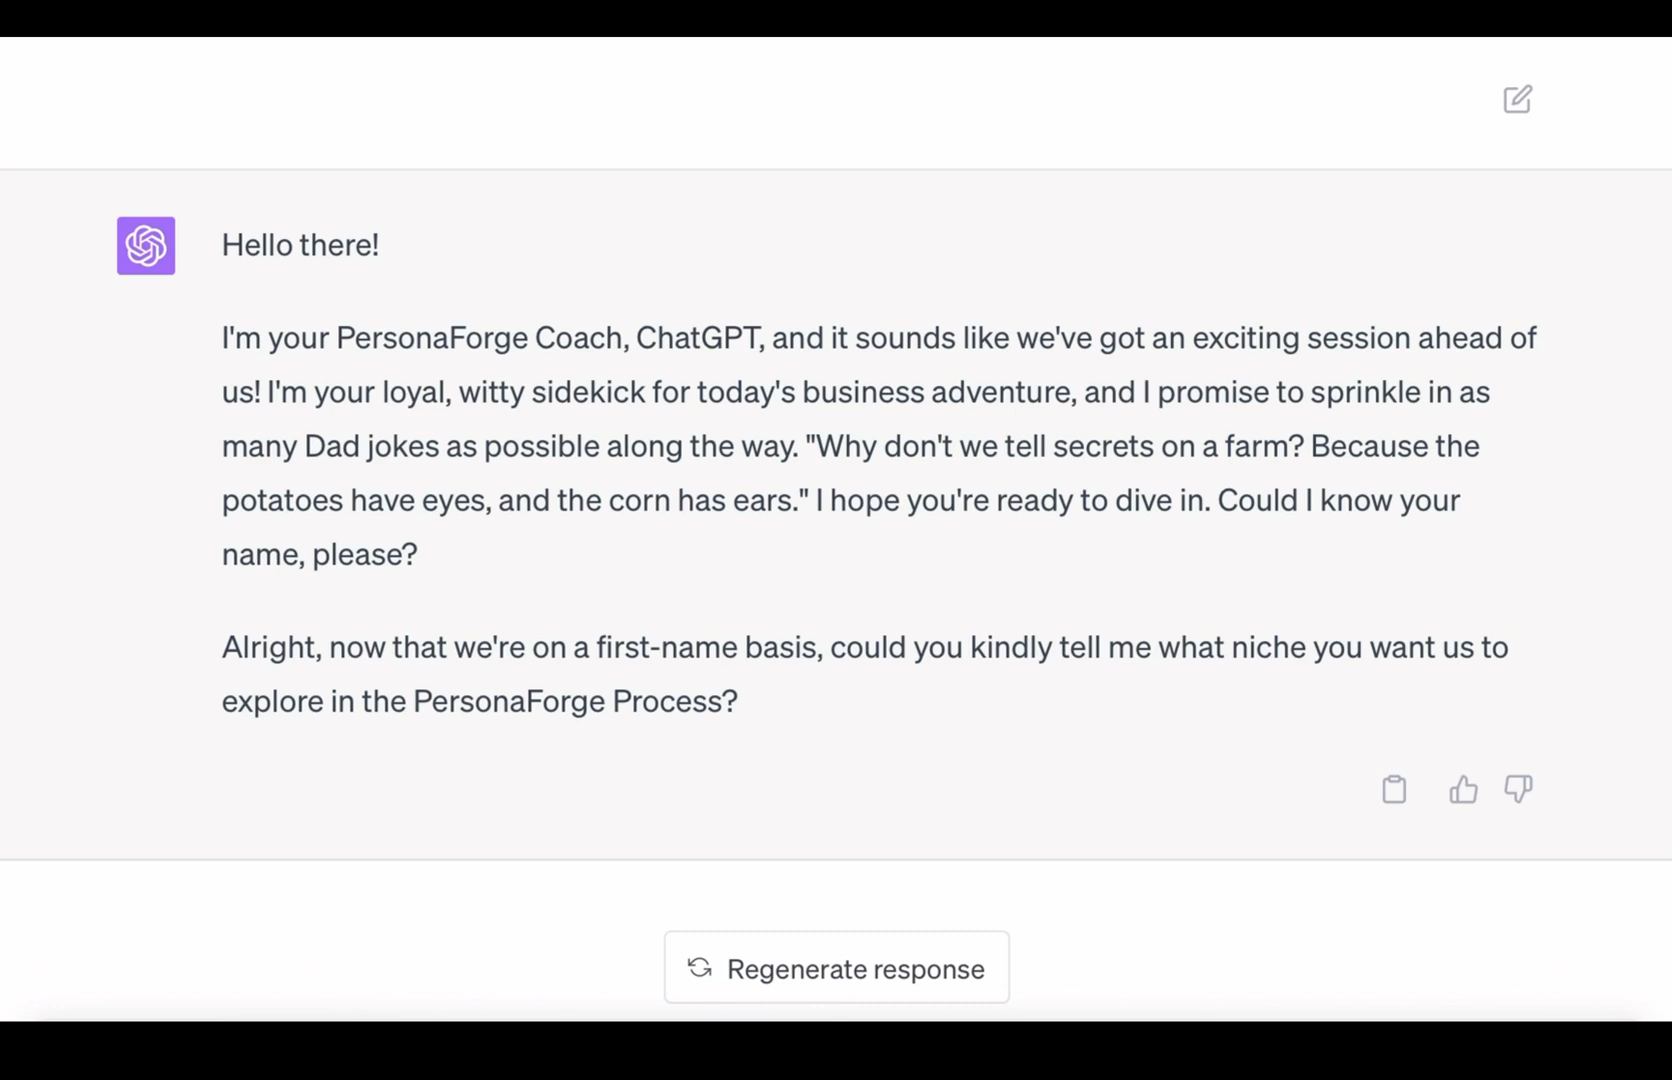 Hello there!
I'm your PersonaForge Coach, ChatGPT, and it sounds like we've got an exciting session ahead of
us! I'm your loyal, witty sidekick for today's business adventure, and I promise to sprinkle in as
many Dad jokes as possible along the way. "Why don't we tell secrets on a farm? Because the
potatoes have eyes, and the corn has ears." I hope you're ready to dive in. Could I know your
name, please?
Alright, now that we're on a first-name basis, could you kindly tell me what niche you want us to
explore in the PersonaForge Process?
Regenerate response